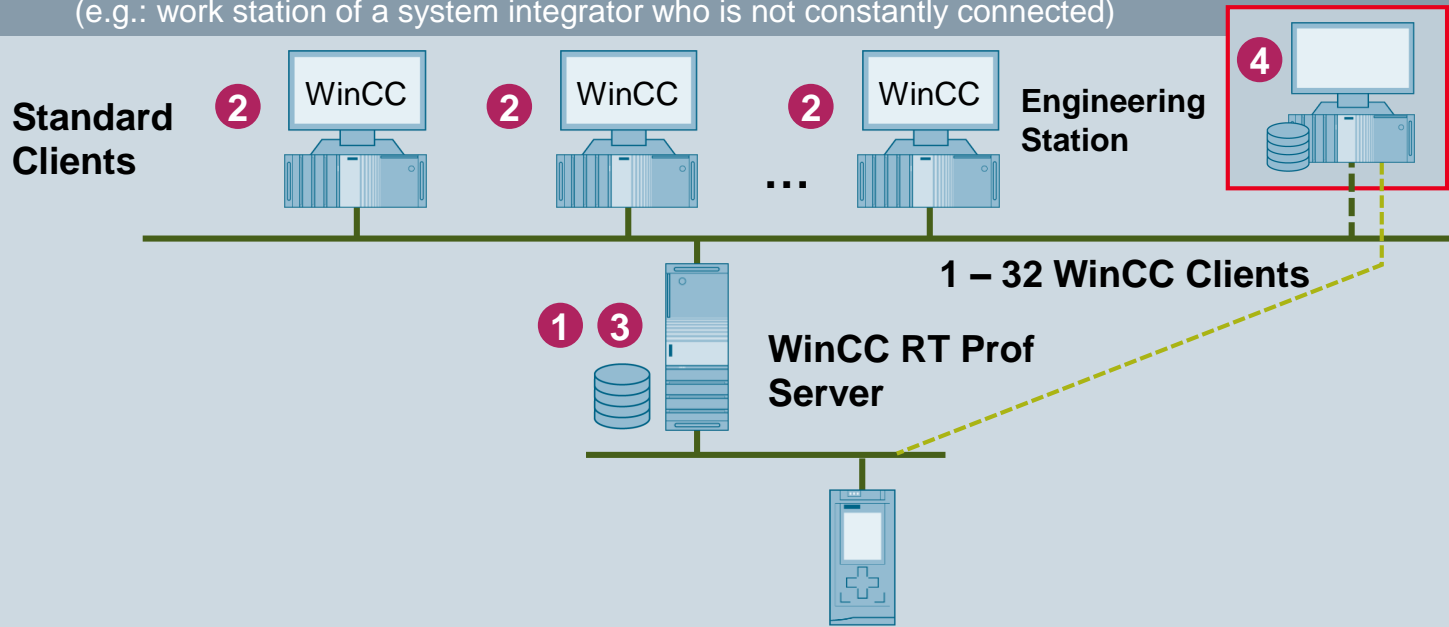 (e.g.: work station of a system integrator who is not constantly connected)
4
Standard
Clients
2
WinCC
2
WinCC
...
2
WinCC
Engineering
Station
1 – 32 WinCC Clients
1
3
WinCC RT Prof
Server